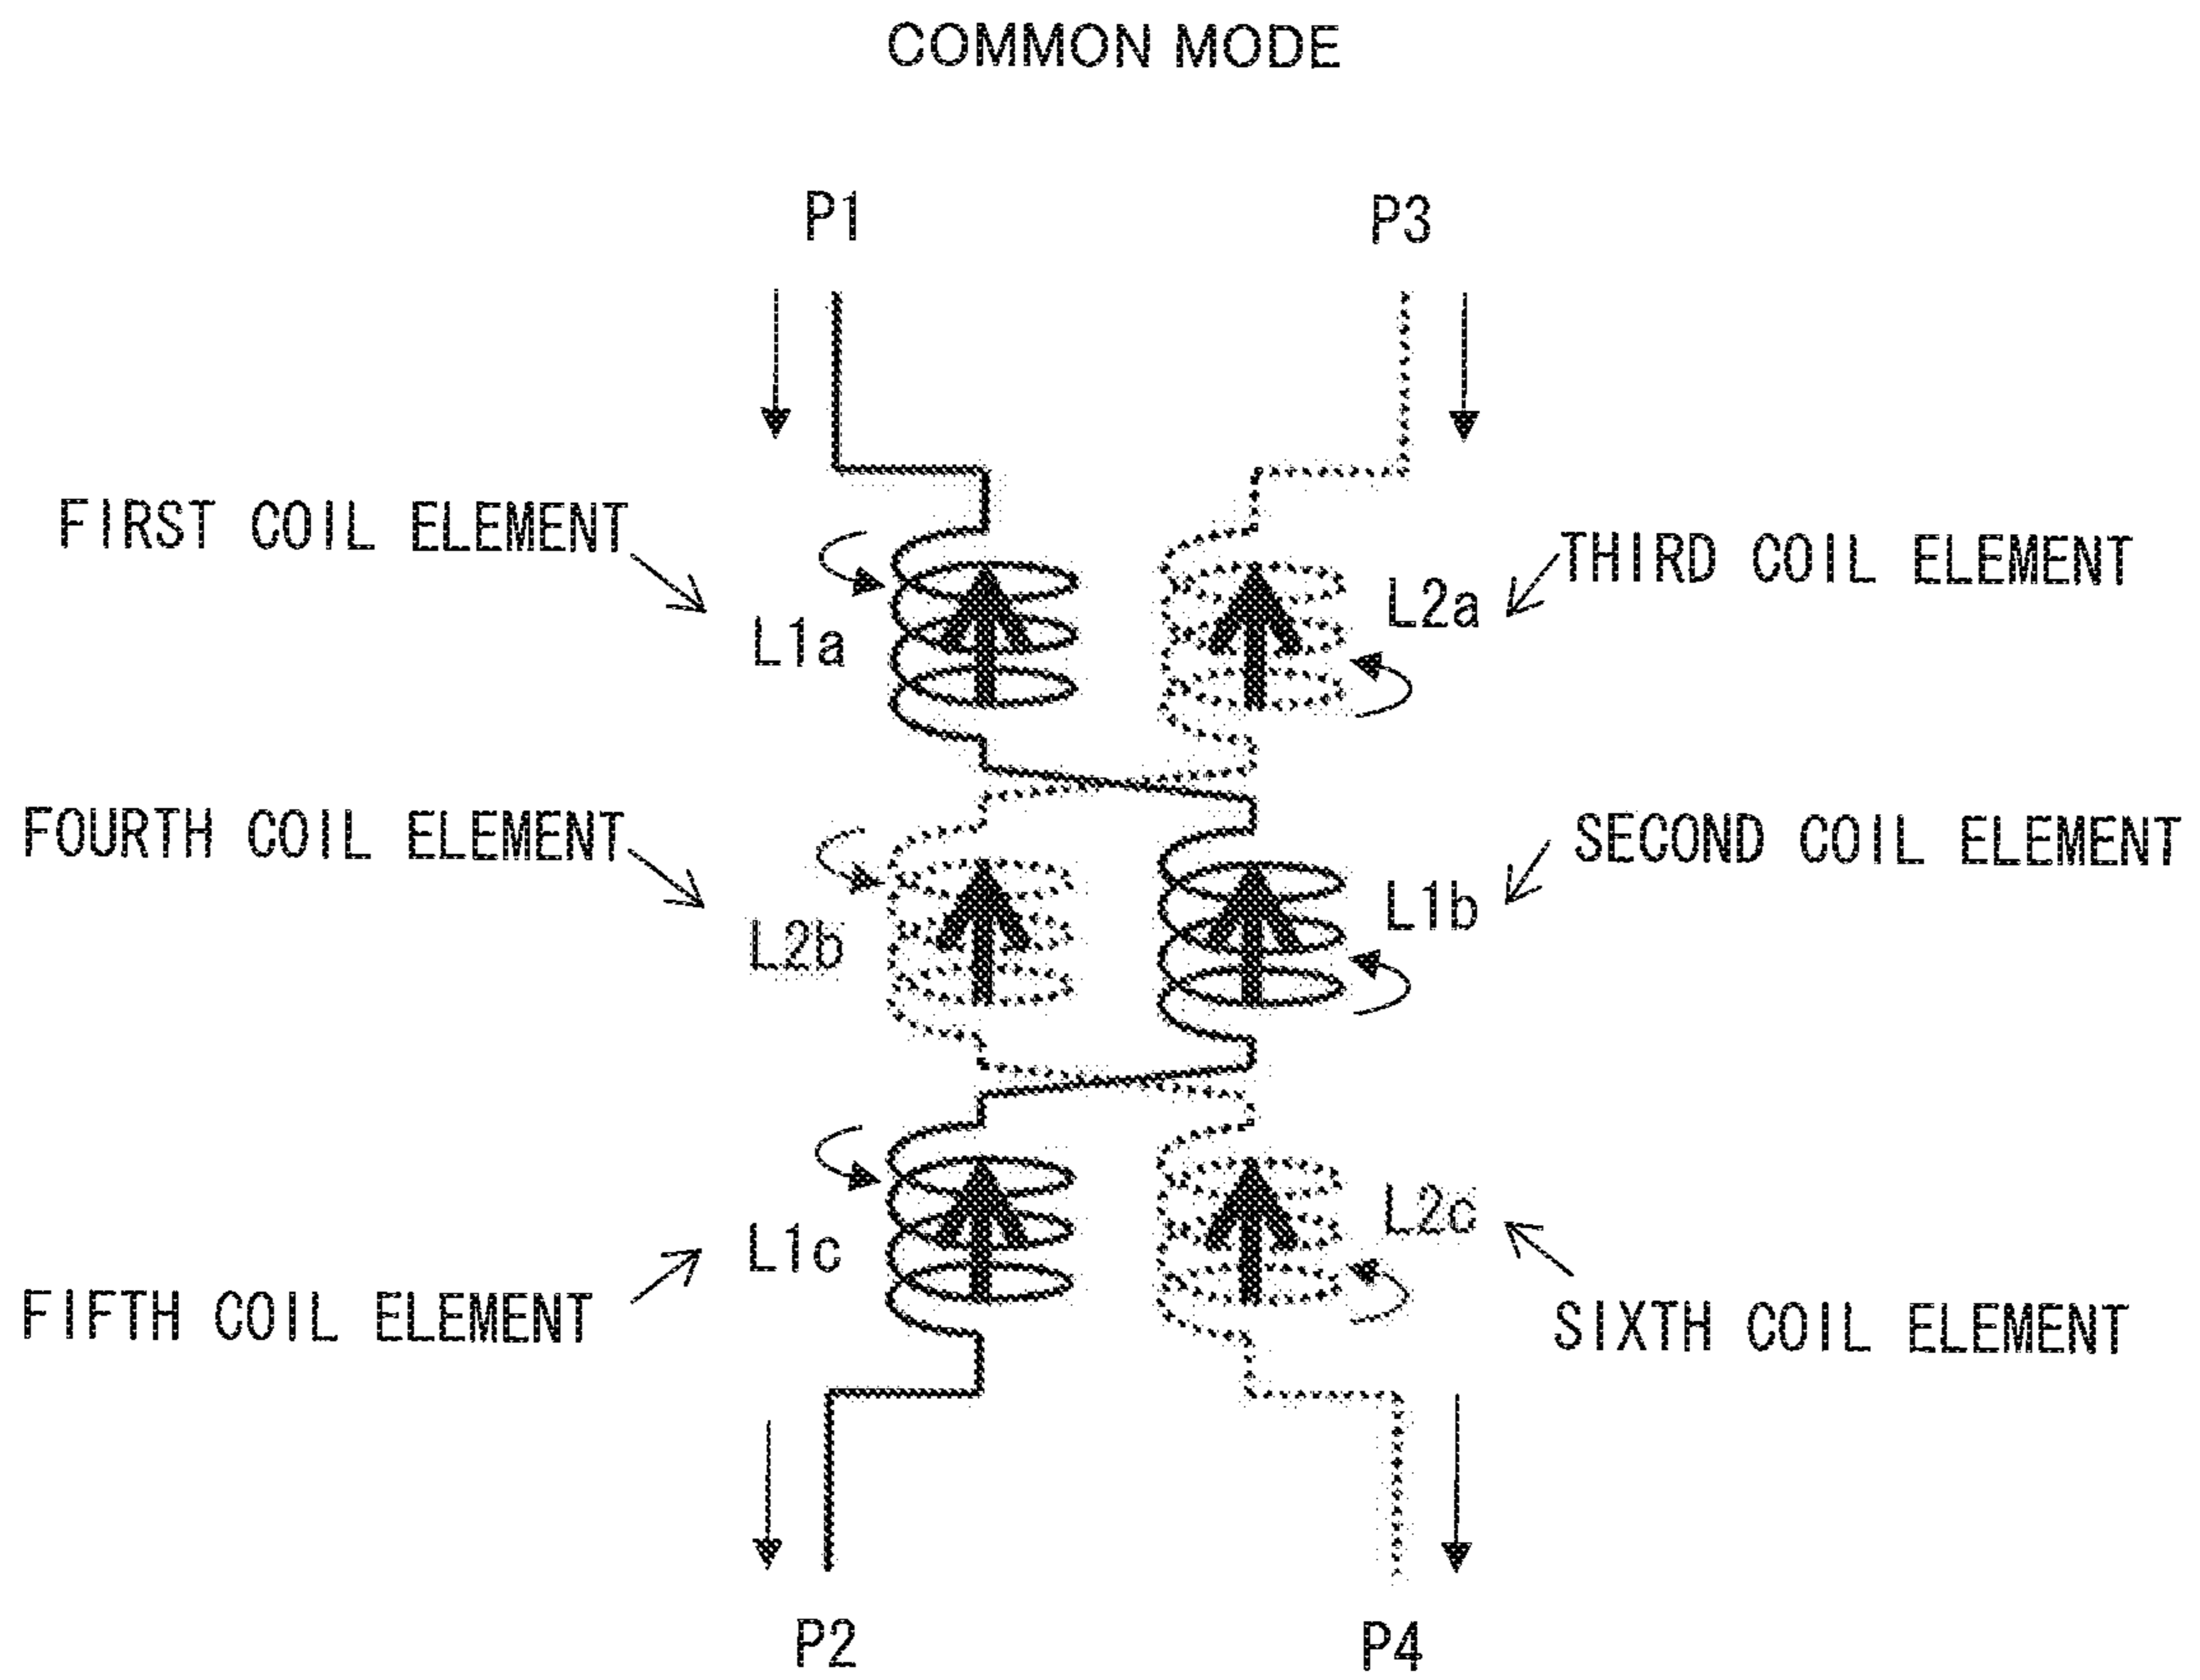 COMMON MODE
P1
P3
FIRST COIL ELEMENT
THIRD COIL ELEMENT
L1a
L2a
FOURTH COIL ELEMENT
SECOND COIL ELEMENT
L2b
L1b
L1c
L2c
FIFTH COIL ELEMENT
SIXTH COIL ELEMENT
P2
P4